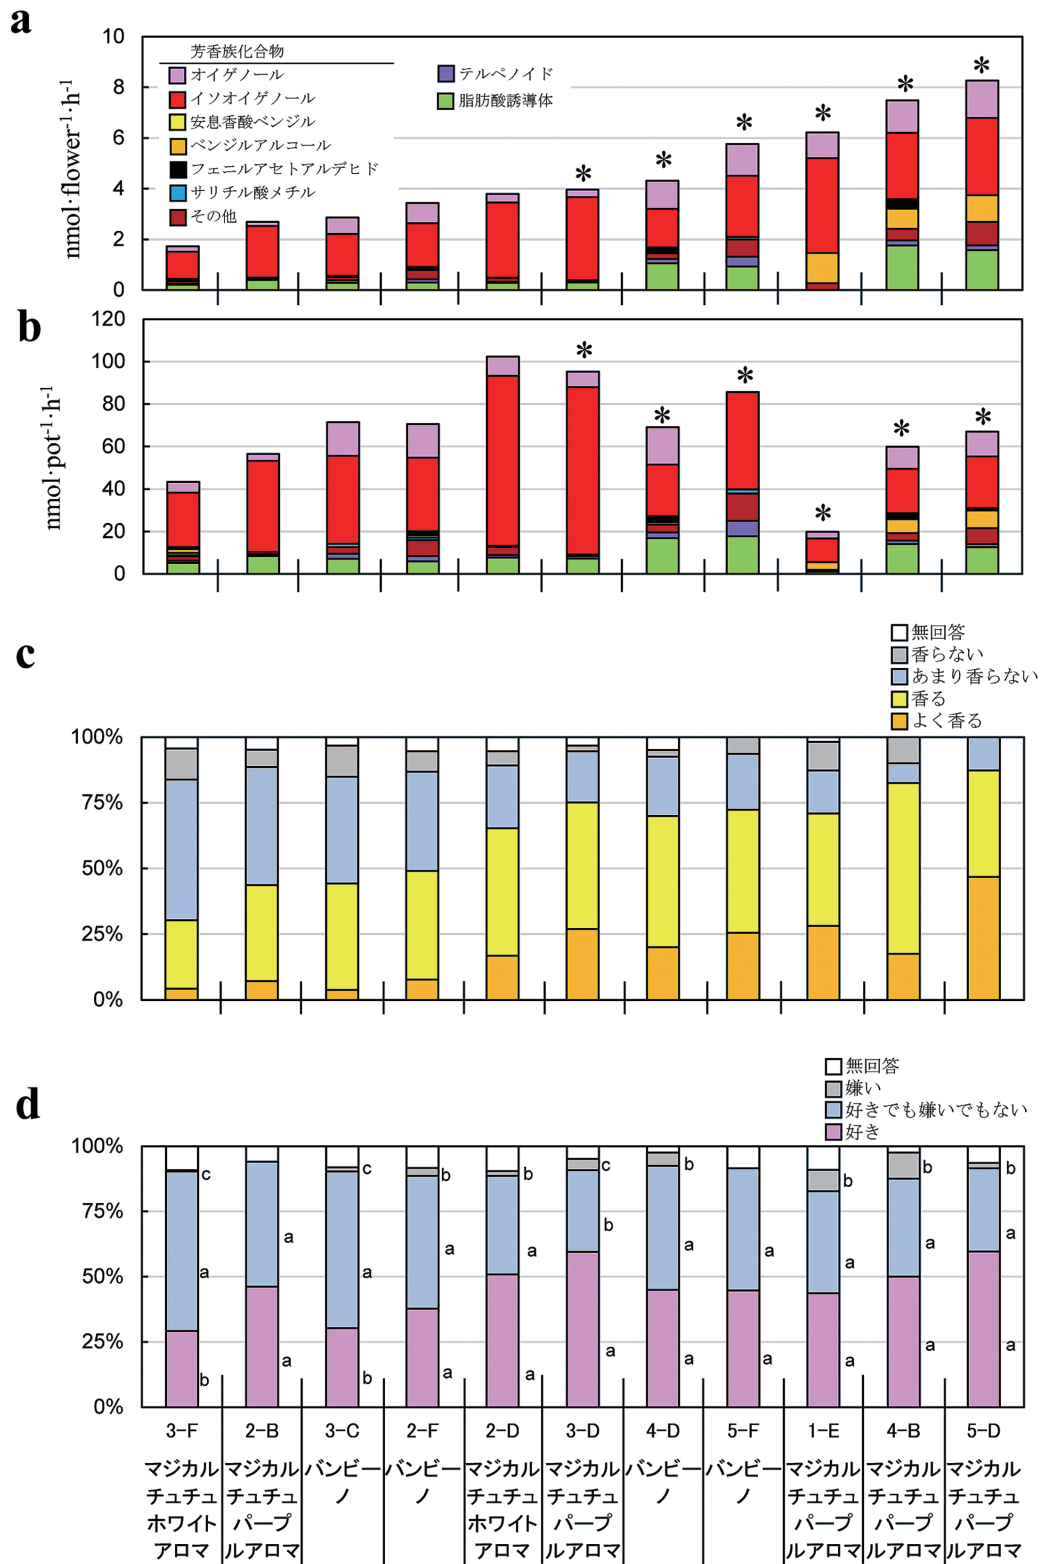 a
10
8
6
4
2
0
nmol·flower⁻¹·h⁻¹
芳香族化合物
オイゲノール
イソオイゲノール
安息香酸ベンジル
ベンジルアルコール
フェニルアセトアルデヒド
サリチル酸メチル
その他
テルペノイド
脂肪酸誘導体
* * * * * *
b
120
100
80
60
40
20
0
nmol·pot⁻¹·h⁻¹
* * * * * *
c
無回答
香らない
あまり香らない
香る
よく香る
100%
75%
50%
25%
0%
d
無回答
嫌い
好きでも嫌いでもない
好き
100%
75%
50%
25%
0%
c c b b c b b b b
a a a a a b a a a a a
b a b a a a a a a a a
3-F 2-B 3-C 2-F 2-D 3-D 4-D 5-F 1-E 4-B 5-D
マジカル マジカル バンビー バンビー マジカル マジカル バンビー バンビー マジカル マジカル マジカル
チュチュ チュチュ ノ ノ チュチュ チュチュ ノ ノ チュチュ チュチュ チュチュ
ホワイト パープ ホワイト パープ パープ パープ パープ
アロマ ルアロマ アロマ ルアロマ ルアロマ ルアロマ ルアロマ